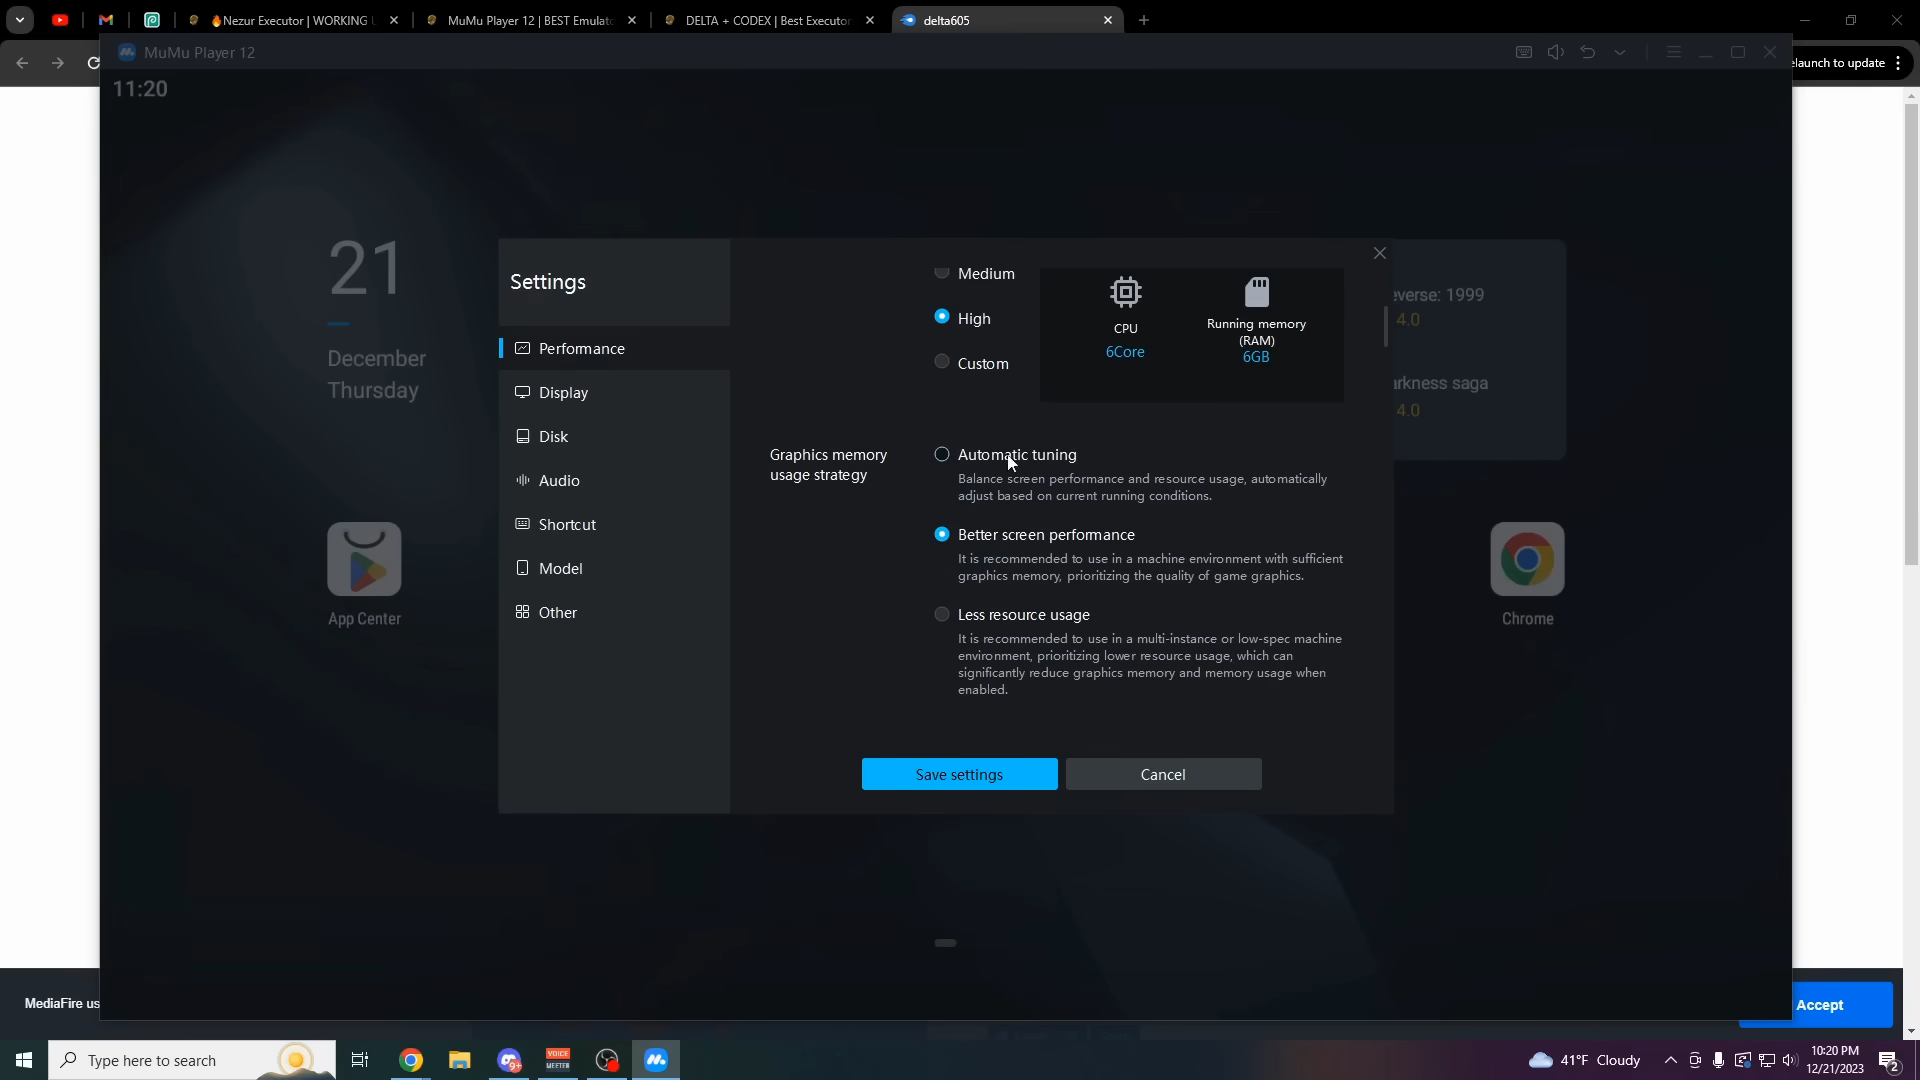 🔥Nezur Executor | WORKING
MuMu Player 12 | BEST Emulat
DELTA + CODEX | Best Executor
delta605
MuMu Player 12
elaunch to update
11:20
21
December
Thursday
everse: 1999
4.0
arkness saga
4.0
App Center
Chrome
Settings
Performance
Display
Disk
Audio
Shortcut
Model
Other
Medium
High
Custom
CPU
6Core
Running memory
(RAM)
6GB
Graphics memory
usage strategy
Automatic tuning
Balance screen performance and resource usage, automatically
adjust based on current running conditions.
Better screen performance
It is recommended to use in a machine environment with sufficient
graphics memory, prioritizing the quality of game graphics.
Less resource usage
It is recommended to use in a multi-instance or low-spec machine
environment, prioritizing lower resource usage, which can
significantly reduce graphics memory and memory usage when
enabled.
Save settings
Cancel
MediaFire us
Accept
Type here to search
9+
VOICE
MEETER
41°F Cloudy
10:20 PM
12/21/2023
2